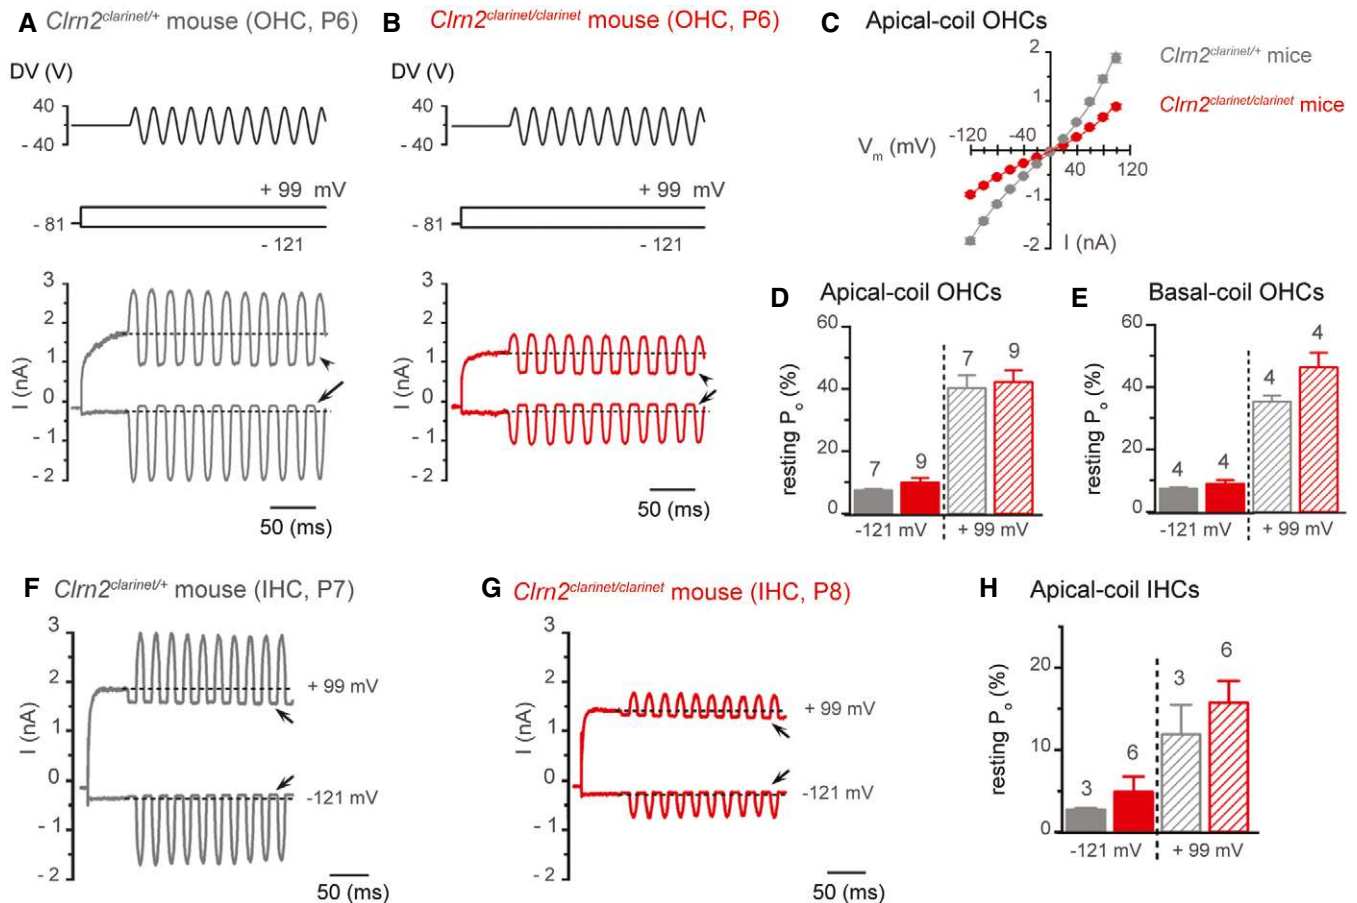 A Clrn2clarinet/+ mouse (OHC, P6)
DV (V)
40
- 40
+ 99 mV
- 81
- 121
3
2
1
0
- 1
- 2
I (nA)
50 (ms)
B Clrn2clarinet/clarinet mouse (OHC, P6)
DV (V)
40
- 40
+ 99 mV
- 81
- 121
3
2
1
0
- 1
- 2
I (nA)
50 (ms)
C Apical-coil OHCs
Clrn2clarinet/+ mice
Clrn2clarinet/clarinet mice
2
1
-1
-2
-120 -40
40 120
Vm (mV)
I (nA)
D Apical-coil OHCs
60
40
20
0
resting Po (%)
7 9 7 9
-121 mV + 99 mV
E Basal-coil OHCs
60
40
20
0
resting Po (%)
4 4 4 4
-121 mV + 99 mV
F Clrn2clarinet/+ mouse (IHC, P7)
3
2
1
0
- 1
- 2
I (nA)
+ 99 mV
-121 mV
50 (ms)
G Clrn2clarinet/clarinet mouse (IHC, P8)
3
2
1
0
- 1
- 2
I (nA)
+ 99 mV
-121 mV
50 (ms)
H Apical-coil IHCs
20
10
0
resting Po (%)
3 6 3 6
-121 mV + 99 mV